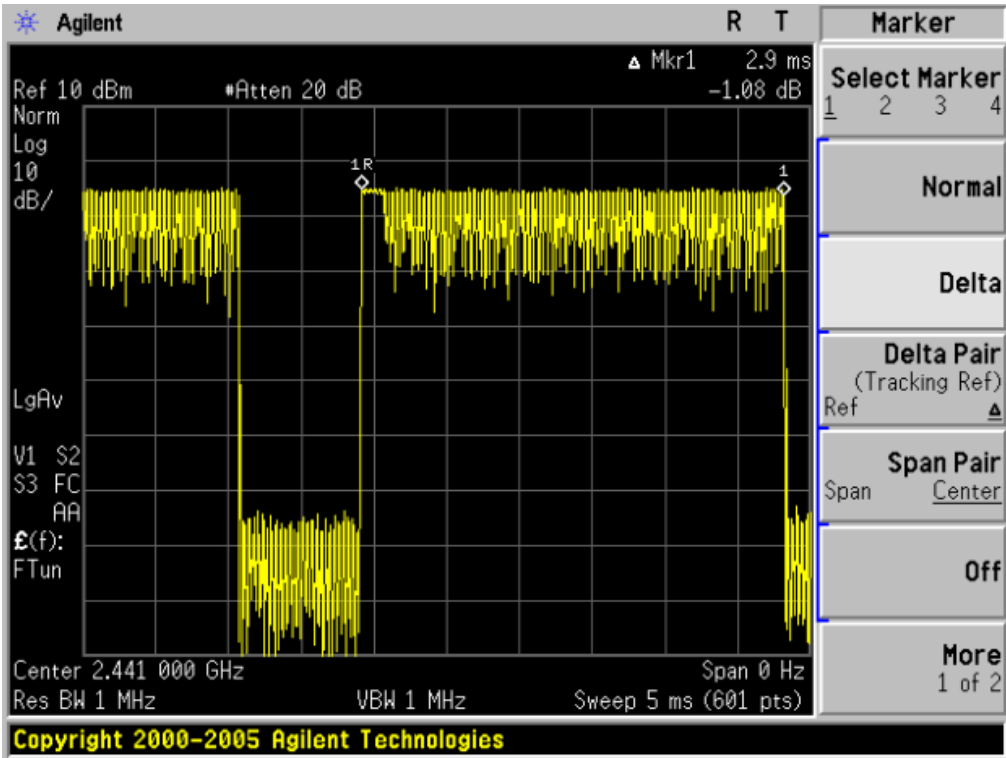 Agilent R T
Marker
Δ Mkr1 2.9 ms
Ref 10 dBm #Atten 20 dB -1.08 dB
Norm
Log
10
dB/
1R
1
LgAv
V1 S2
S3 FC
AA
£(f):
FTun
Center 2.441 000 GHz Span 0 Hz
Res BW 1 MHz VBW 1 MHz Sweep 5 ms (601 pts)
Copyright 2000-2005 Agilent Technologies
Select Marker
1 2 3 4
Normal
Delta
Delta Pair
(Tracking Ref)
Ref Δ
Span Pair
Span Center
Off
More
1 of 2